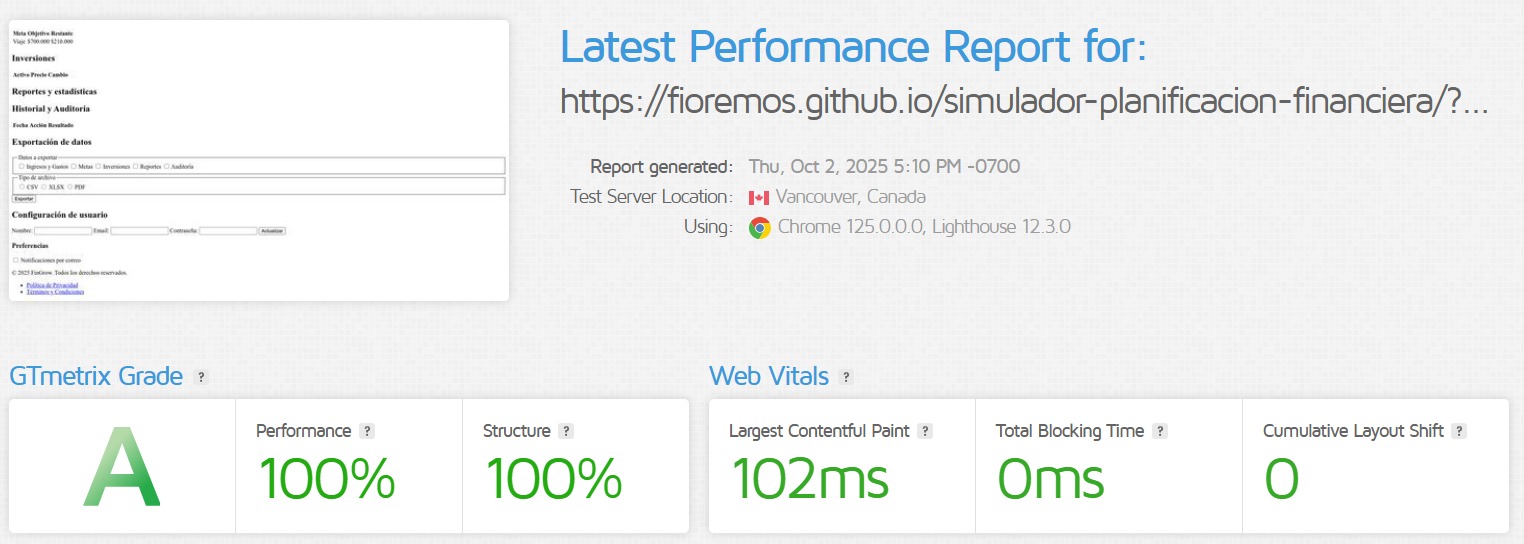 Meta Objetivo Restante
Viaje $700.000 $210.000
Inversiones
Activo Precio Cambio
Reportes y estadísticas
Historial y Auditoría
Fecha Acción Resultado
Exportación de datos
Datos a exportar
Ingresos y Gastos Metas Inversiones Reportes Auditoría
Tipo de archivo
CSV XLSX PDF
Exportar
Configuración de usuario
Nombre: Email: Contraseña: Actualizar
Preferencias
Notificaciones por correo
© 2025 FinGrow. Todos los derechos reservados.
Política de Privacidad
Términos y Condiciones
Latest Performance Report for:
https://fioremos.github.io/simulador-planificacion-financiera/?...
Report generated: Thu, Oct 2, 2025 5:10 PM -0700
Test Server Location: Vancouver, Canada
Using: Chrome 125.0.0.0, Lighthouse 12.3.0
GTmetrix Grade ?
A
Performance ?
100%
Structure ?
100%
Web Vitals ?
Largest Contentful Paint ?
102ms
Total Blocking Time ?
0ms
Cumulative Layout Shift ?
0